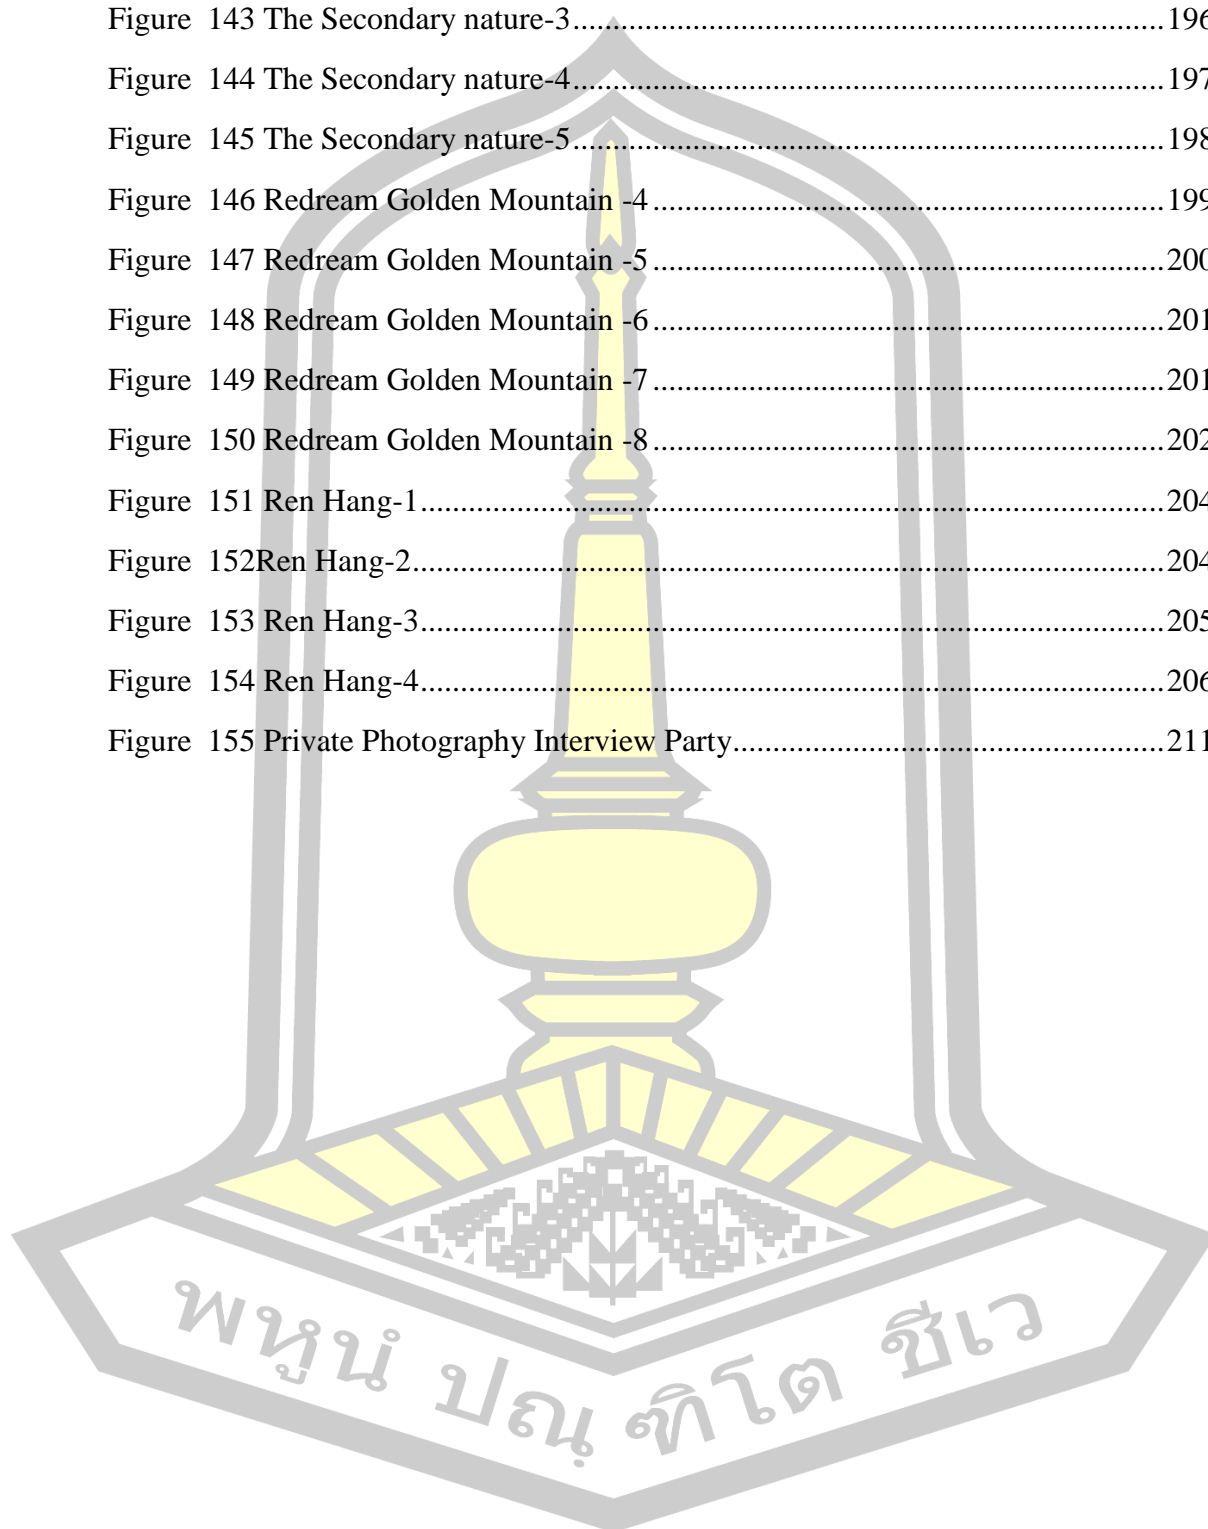 Figure  143 The Secondary nature-3.......................................................................196
Figure  144 The Secondary nature-4.......................................................................197
Figure  145 The Secondary nature-5.......................................................................198
Figure  146 Redream Golden Mountain -4..............................................................199
Figure  147 Redream Golden Mountain -5..............................................................200
Figure  148 Redream Golden Mountain -6..............................................................201
Figure  149 Redream Golden Mountain -7..............................................................201
Figure  150 Redream Golden Mountain -8..............................................................202
Figure  151 Ren Hang-1..........................................................................................204
Figure  152Ren Hang-2...........................................................................................204
Figure  153 Ren Hang-3..........................................................................................205
Figure  154 Ren Hang-4..........................................................................................206
Figure  155 Private Photography Interview Party....................................................211
พหูนํ ปณฺ ฑิโต ชีเว